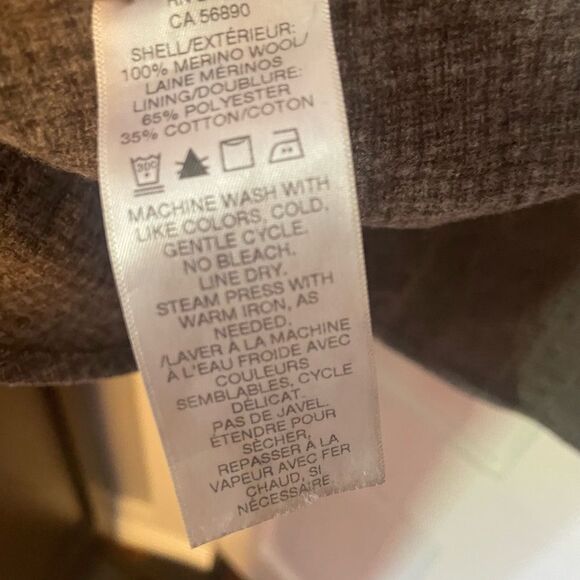 RN
CA 56890
SHELL/EXTÉRIEUR:
100% MERINO WOOL/
LAINE MÉRINOS
LINING/DOUBLURE:
65% POLYESTER
35% COTTON/COTON
MACHINE WASH WITH
LIKE COLORS, COLD,
GENTLE CYCLE.
NO BLEACH.
LINE DRY.
STEAM PRESS WITH
WARM IRON, AS
NEEDED.
/LAVER À LA MACHINE
À L'EAU FROIDE AVEC
COULEURS
SEMBLABLES, CYCLE
DÉLICAT.
PAS DE JAVEL.
ÉTENDRE POUR
SÉCHER,
REPASSER À LA
VAPEUR AVEC FER
CHAUD, SI
NÉCESSAIRE.